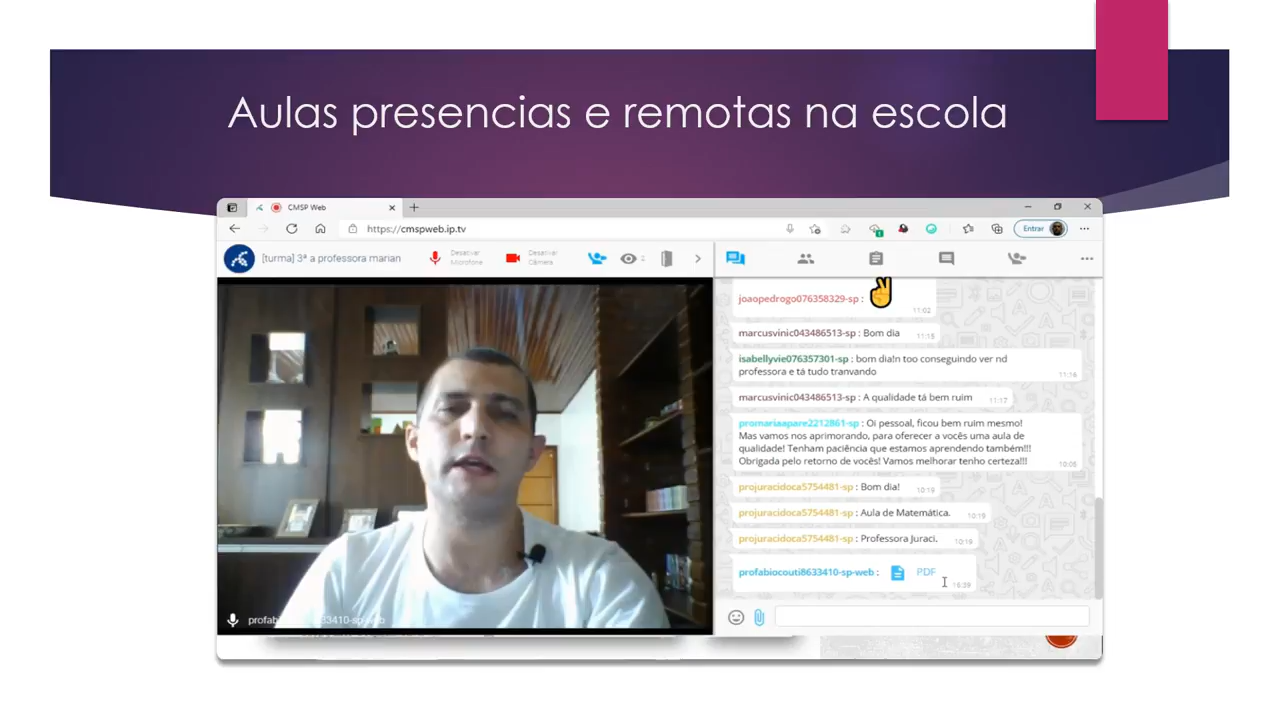 Aulas presencias e remotas na escola
CMSP Web
https://cmspweb.ip.tv
Entrar
[turma] 3ª a professora marian
Desativar
Microfone
Desativar
Câmera
joaopedrogo076358329-sp :
11:02
marcusvinic043486513-sp : Bom dia
11:15
isabellyvie076357301-sp : bom dia!n too conseguindo ver nd
professora e tá tudo tranvando
11:16
marcusvinic043486513-sp : A qualidade tá bem ruim
11:17
promariaapare2212861-sp : Oi pessoal, ficou bem ruim mesmo!
Mas vamos nos aprimorando, para oferecer a vocês uma aula de
qualidade! Tenham paciência que estamos aprendendo também!!!
Obrigada pelo retorno de vocês! Vamos melhorar tenho certeza!!!
10:05
projuracidoca5754481-sp : Bom dia!
10:19
projuracidoca5754481-sp : Aula de Matemática.
10:19
projuracidoca5754481-sp : Professora Juraci.
10:19
profabiocouti8633410-sp-web : PDF
16:39